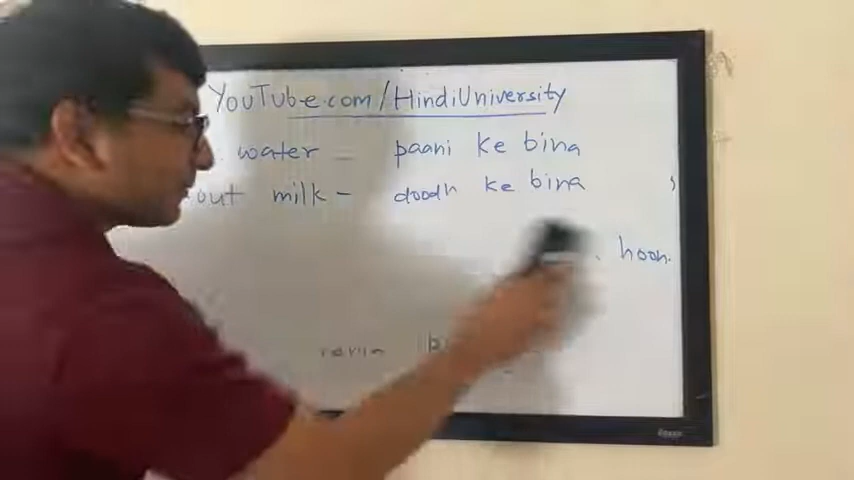 YouTube.com/HindiUniversity
water - paani ke bina
out milk - doodh ke bina
hoon.